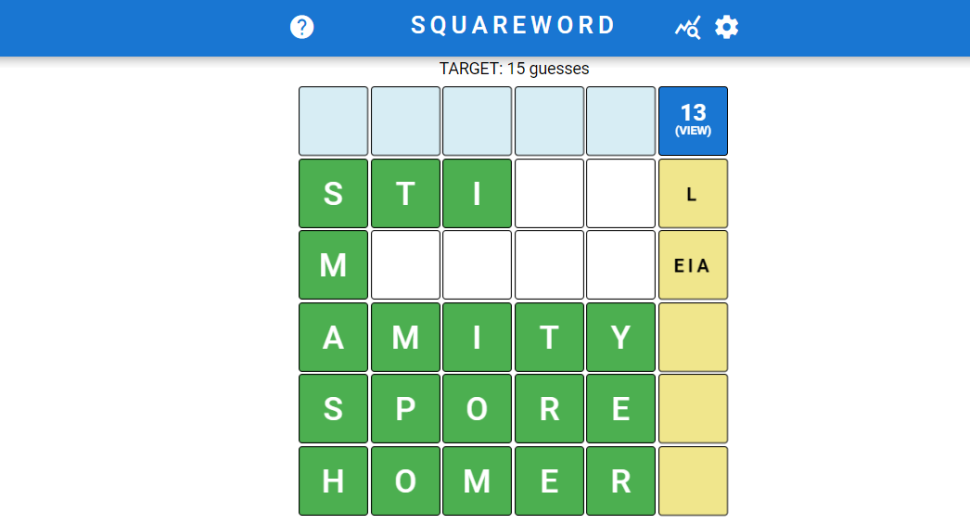 ?
SQUAREWORD
TARGET: 15 guesses
13
(VIEW)
S T I L
M E I A
A M I T Y
S P O R E
H O M E R